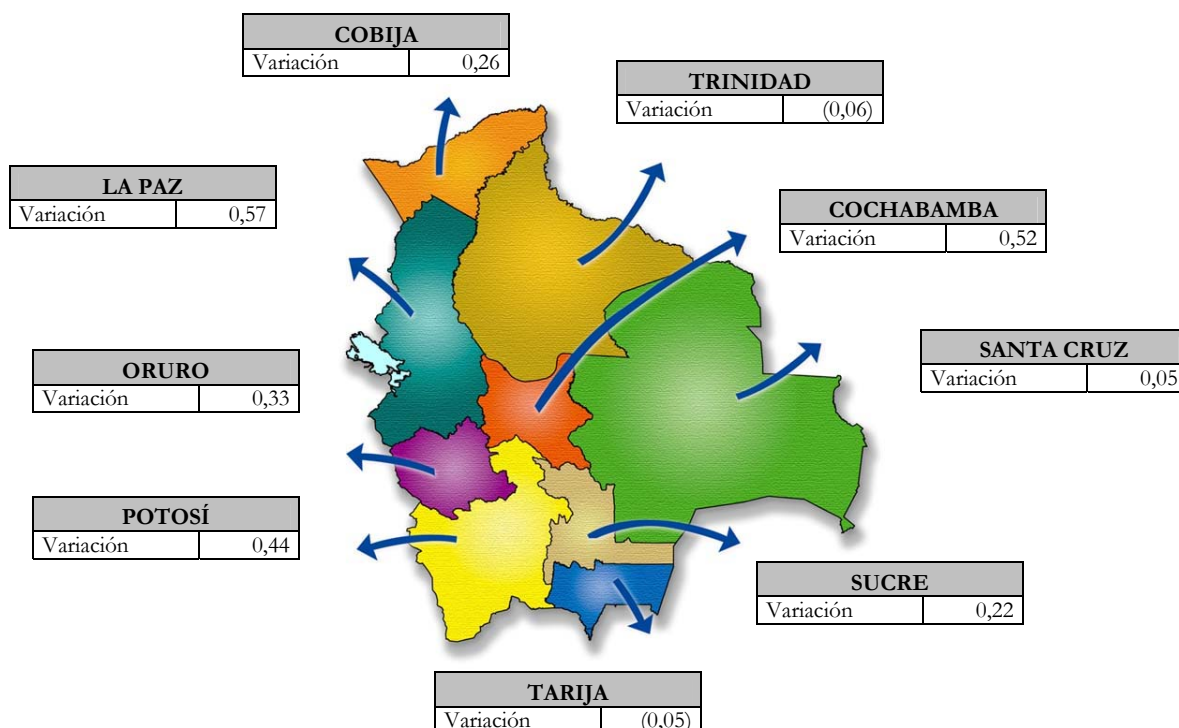 COBIJA
Variación 0,26
TRINIDAD
Variación (0,06)
LA PAZ
Variación 0,57
COCHABAMBA
Variación 0,52
ORURO
Variación 0,33
SANTA CRUZ
Variación 0,05
POTOSÍ
Variación 0,44
SUCRE
Variación 0,22
TARIJA
Variación (0,05)